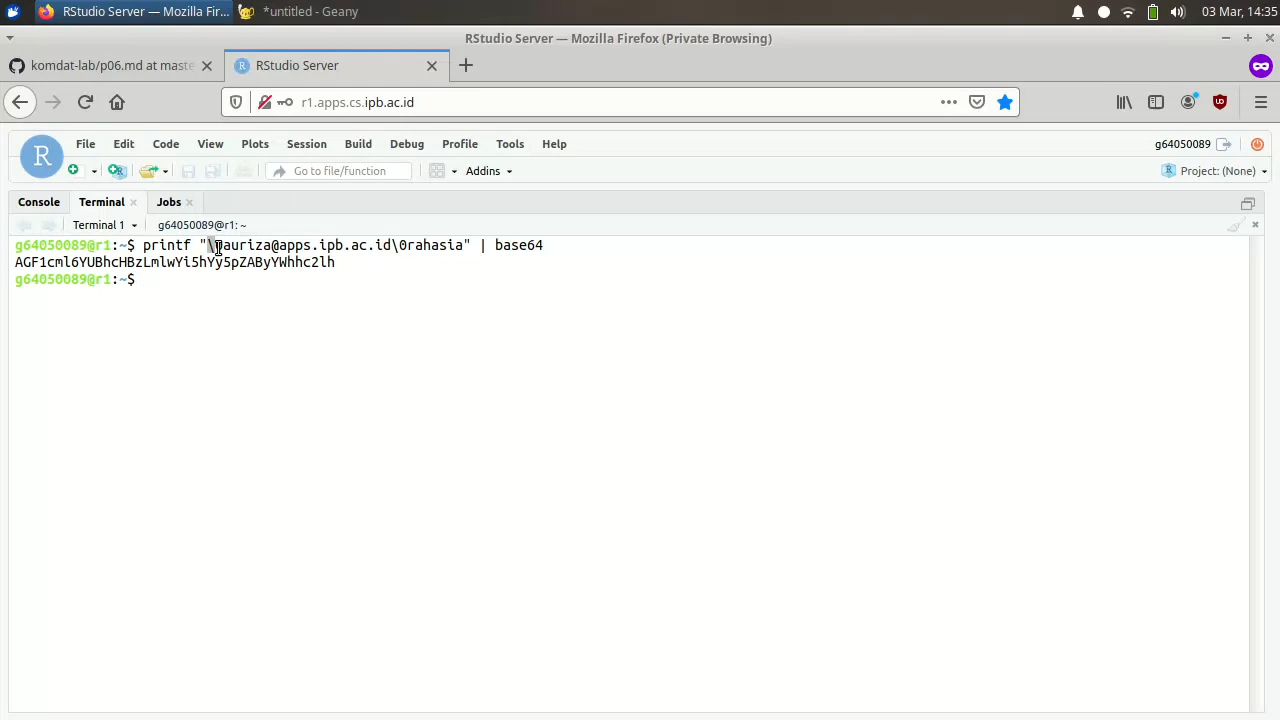 RStudio Server — Mozilla Fir...
*untitled - Geany
03 Mar, 14:35
RStudio Server — Mozilla Firefox (Private Browsing)
komdat-lab/p06.md at maste
RStudio Server
r1.apps.cs.ipb.ac.id
File Edit Code View Plots Session Build Debug Profile Tools Help
g64050089
Go to file/function
Addins
Project: (None)
Console Terminal Jobs
Terminal 1
g64050089@r1: ~
g64050089@r1:~$ printf "\ auriza@apps.ipb.ac.id\0rahasia" | base64
AGF1cml6YUBhcHBzLmlwYi5hYy5pZAByYWhhc2lh
g64050089@r1:~$